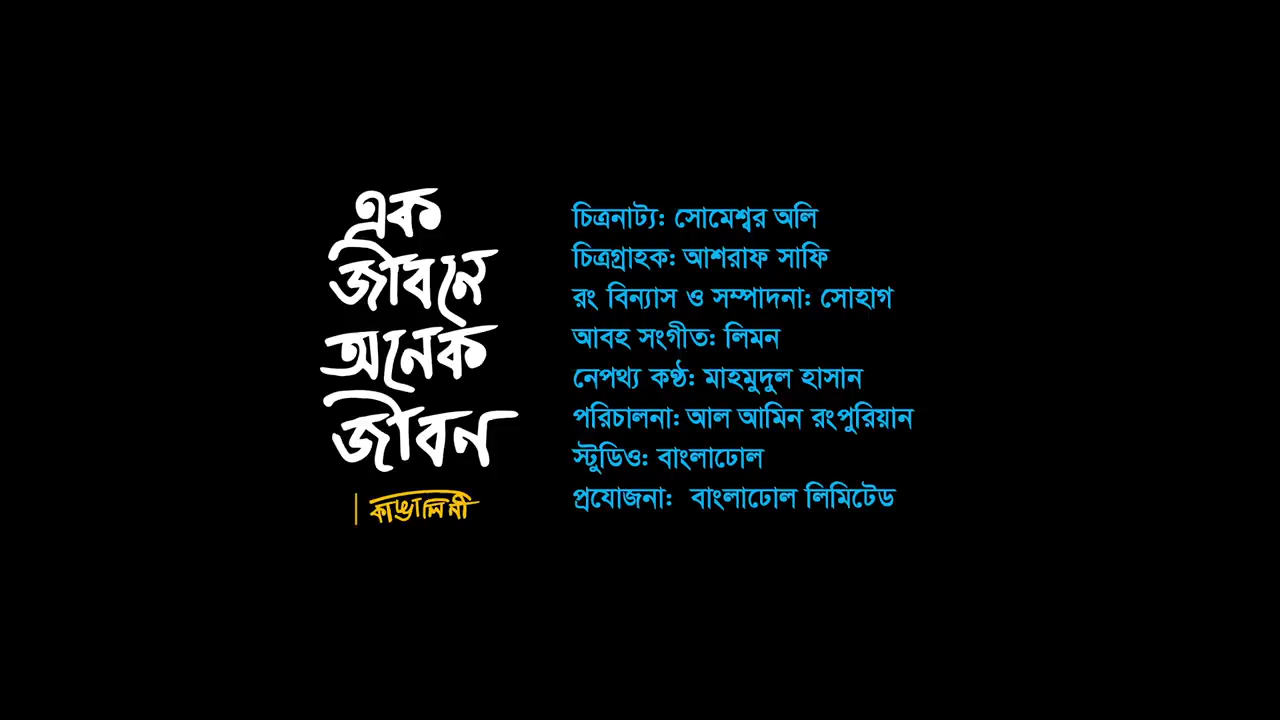 এক
জীবনে
অনেক
জীবন
কাঙালিনী
চিত্রনাট্য: সোমেশ্বর অলি
চিত্রগ্রাহক: আশরাফ সাফি
রং বিন্যাস ও সম্পাদনা: সোহাগ
আবহ সংগীত: লিমন
নেপথ্য কণ্ঠ: মাহমুদুল হাসান
পরিচালনা: আল আমিন রংপুরিয়ান
স্টুডিও: বাংলাঢোল
প্রযোজনা: বাংলাঢোল লিমিটেড